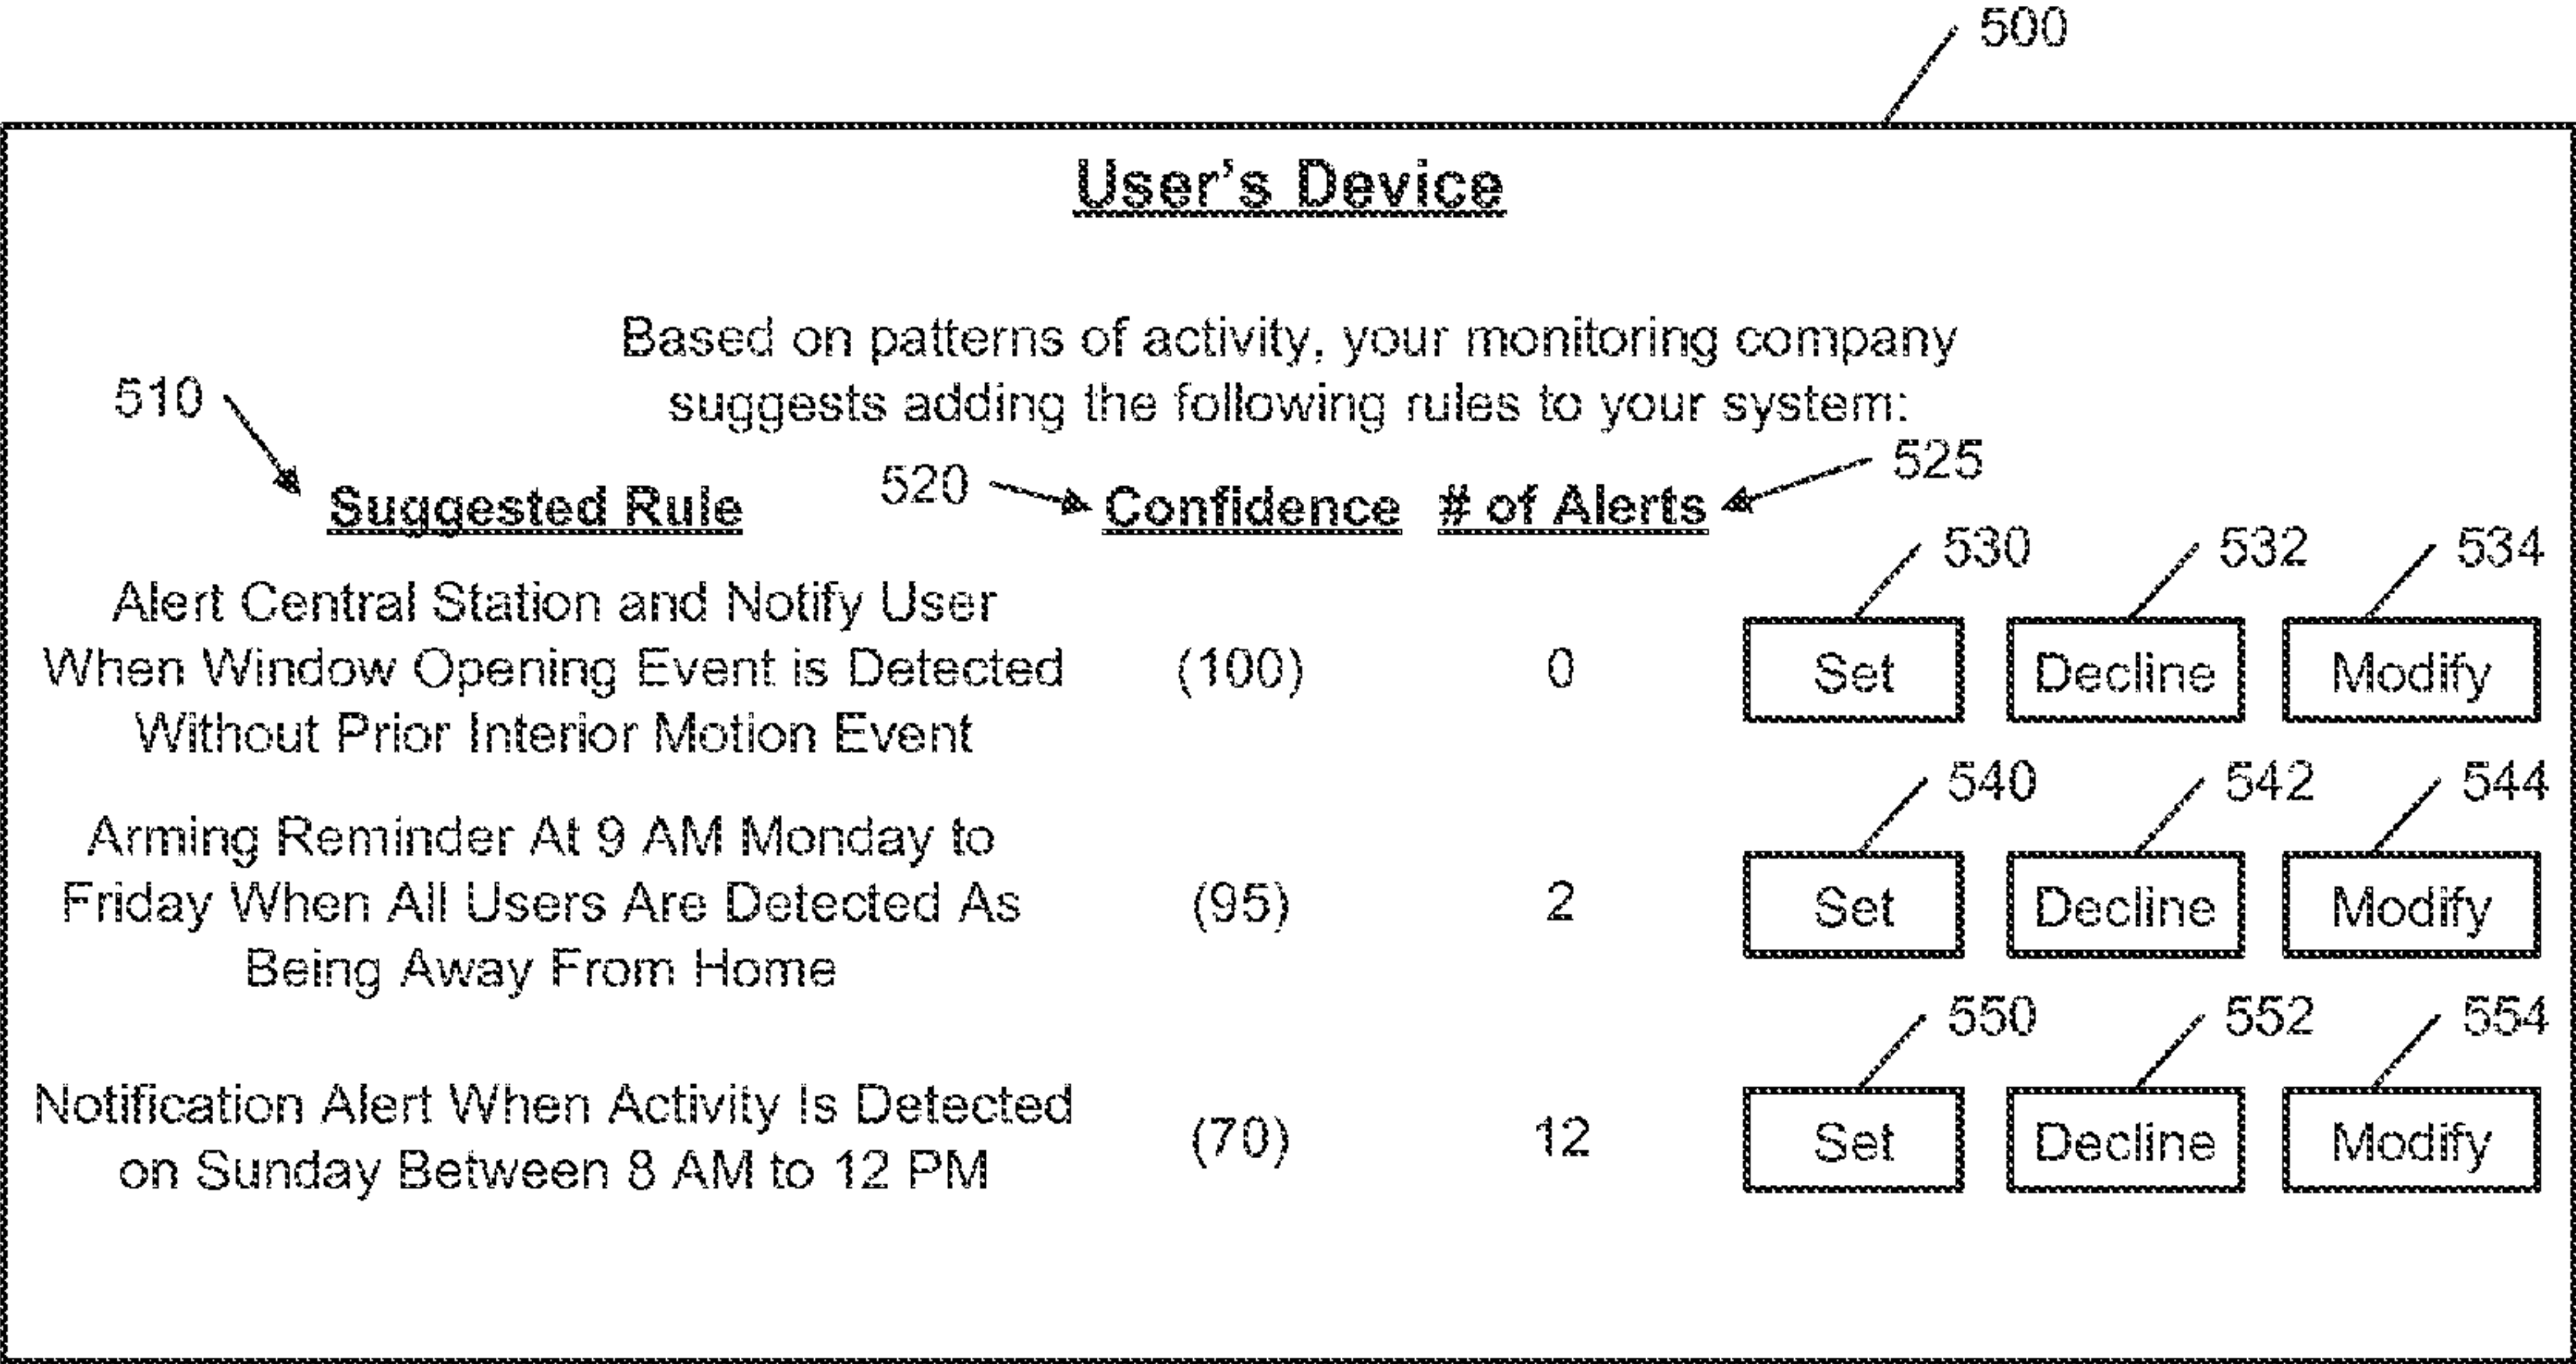 500
User's Device
Based on patterns of activity, your monitoring company
suggests adding the following rules to your system:
510
520
525
Suggested Rule Confidence # of Alerts
530 532 534
Alert Central Station and Notify User
When Window Opening Event is Detected (100) 0 Set Decline Modify
Without Prior Interior Motion Event
540 542 544
Arming Reminder At 9 AM Monday to
Friday When All Users Are Detected As (95) 2 Set Decline Modify
Being Away From Home
550 552 554
Notification Alert When Activity Is Detected
(70) 12 Set Decline Modify
on Sunday Between 8 AM to 12 PM